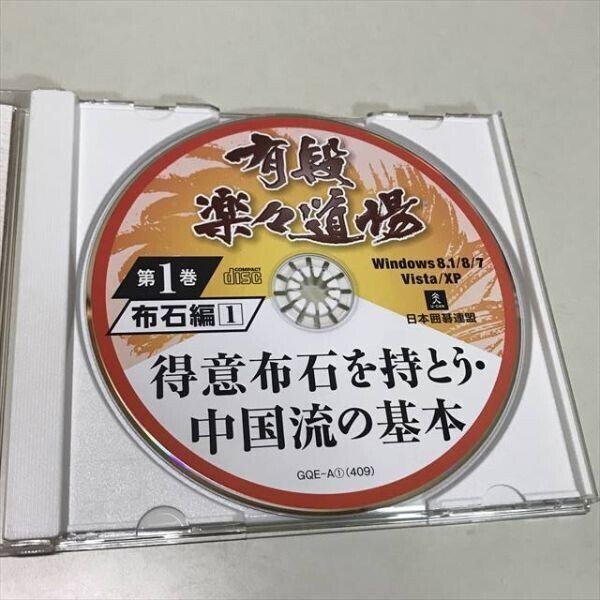 有段
楽々道場
第1巻
COMPACT
disc
布石編1
Windows 8.1/8/7
Vista/XP
U-CAN
日本囲碁連盟
得意布石を持とう・
中国流の基本
GQE-A①(409)